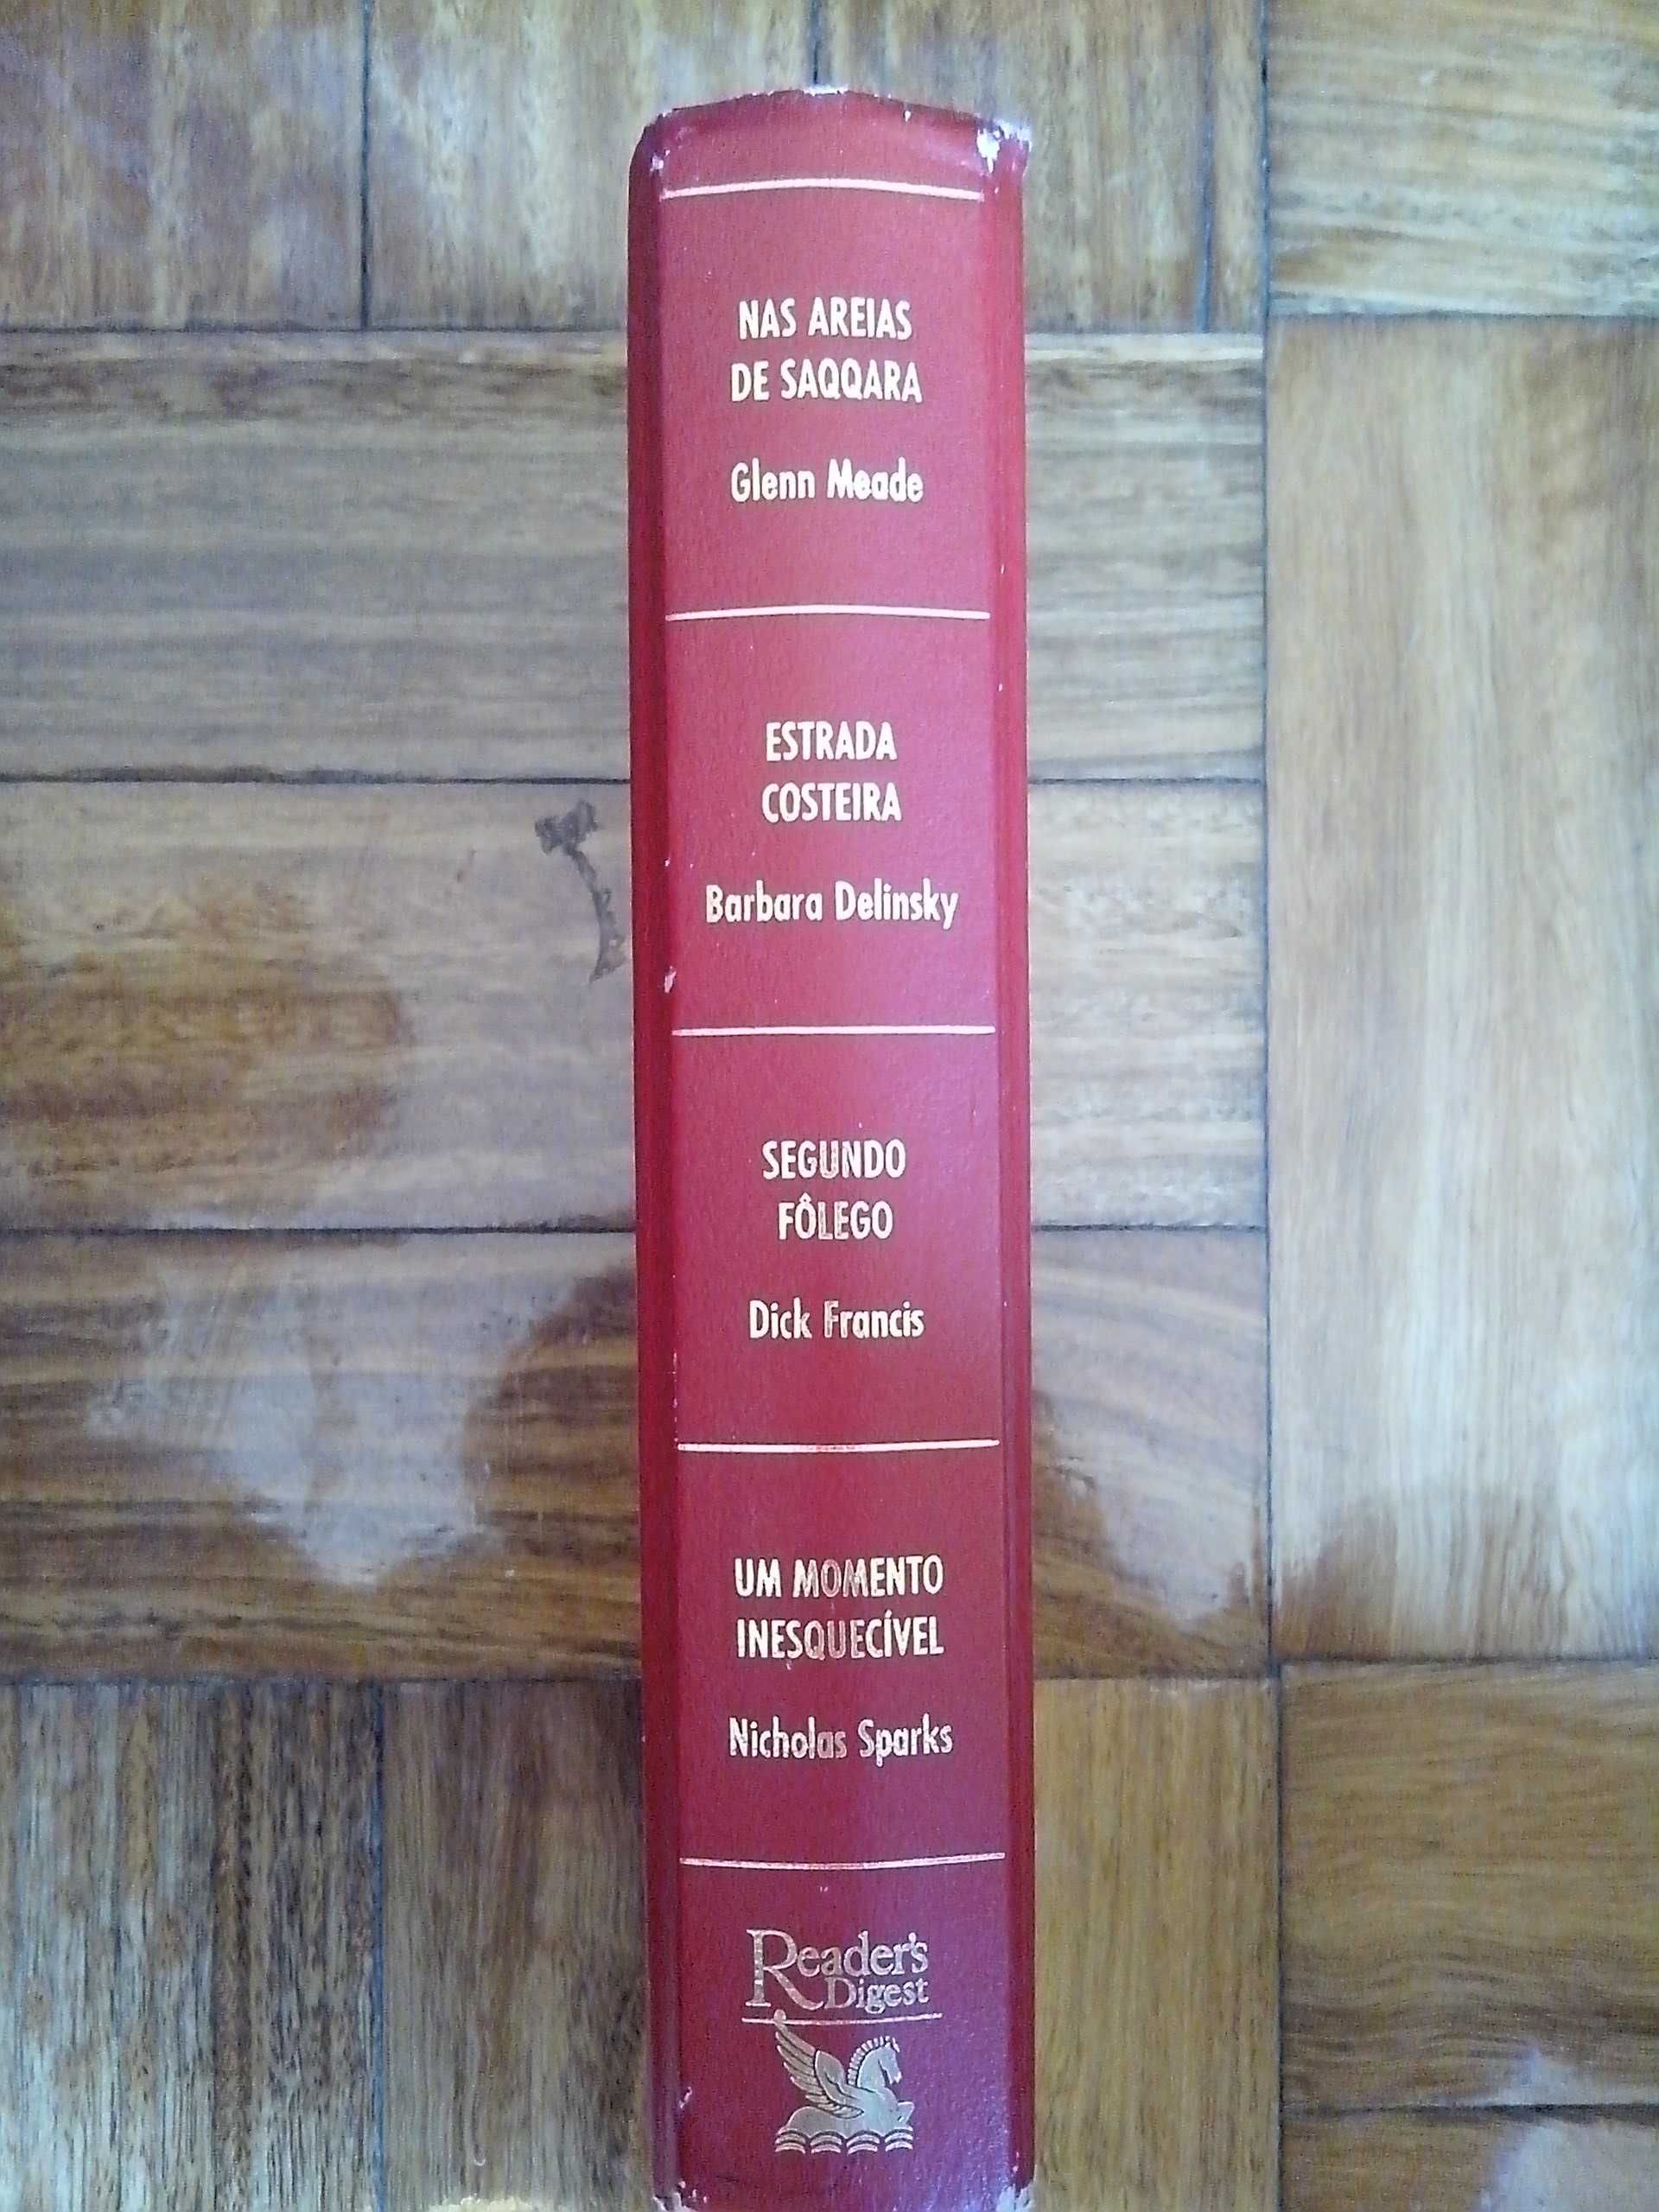 NAS AREIAS
DE SAQQARA
Glenn Meade
ESTRADA
COSTEIRA
Barbara Delinsky
SEGUNDO
FÔLEGO
Dick Francis
UM MOMENTO
INESQUECÍVEL
Nicholas Sparks
Reader's
Digest